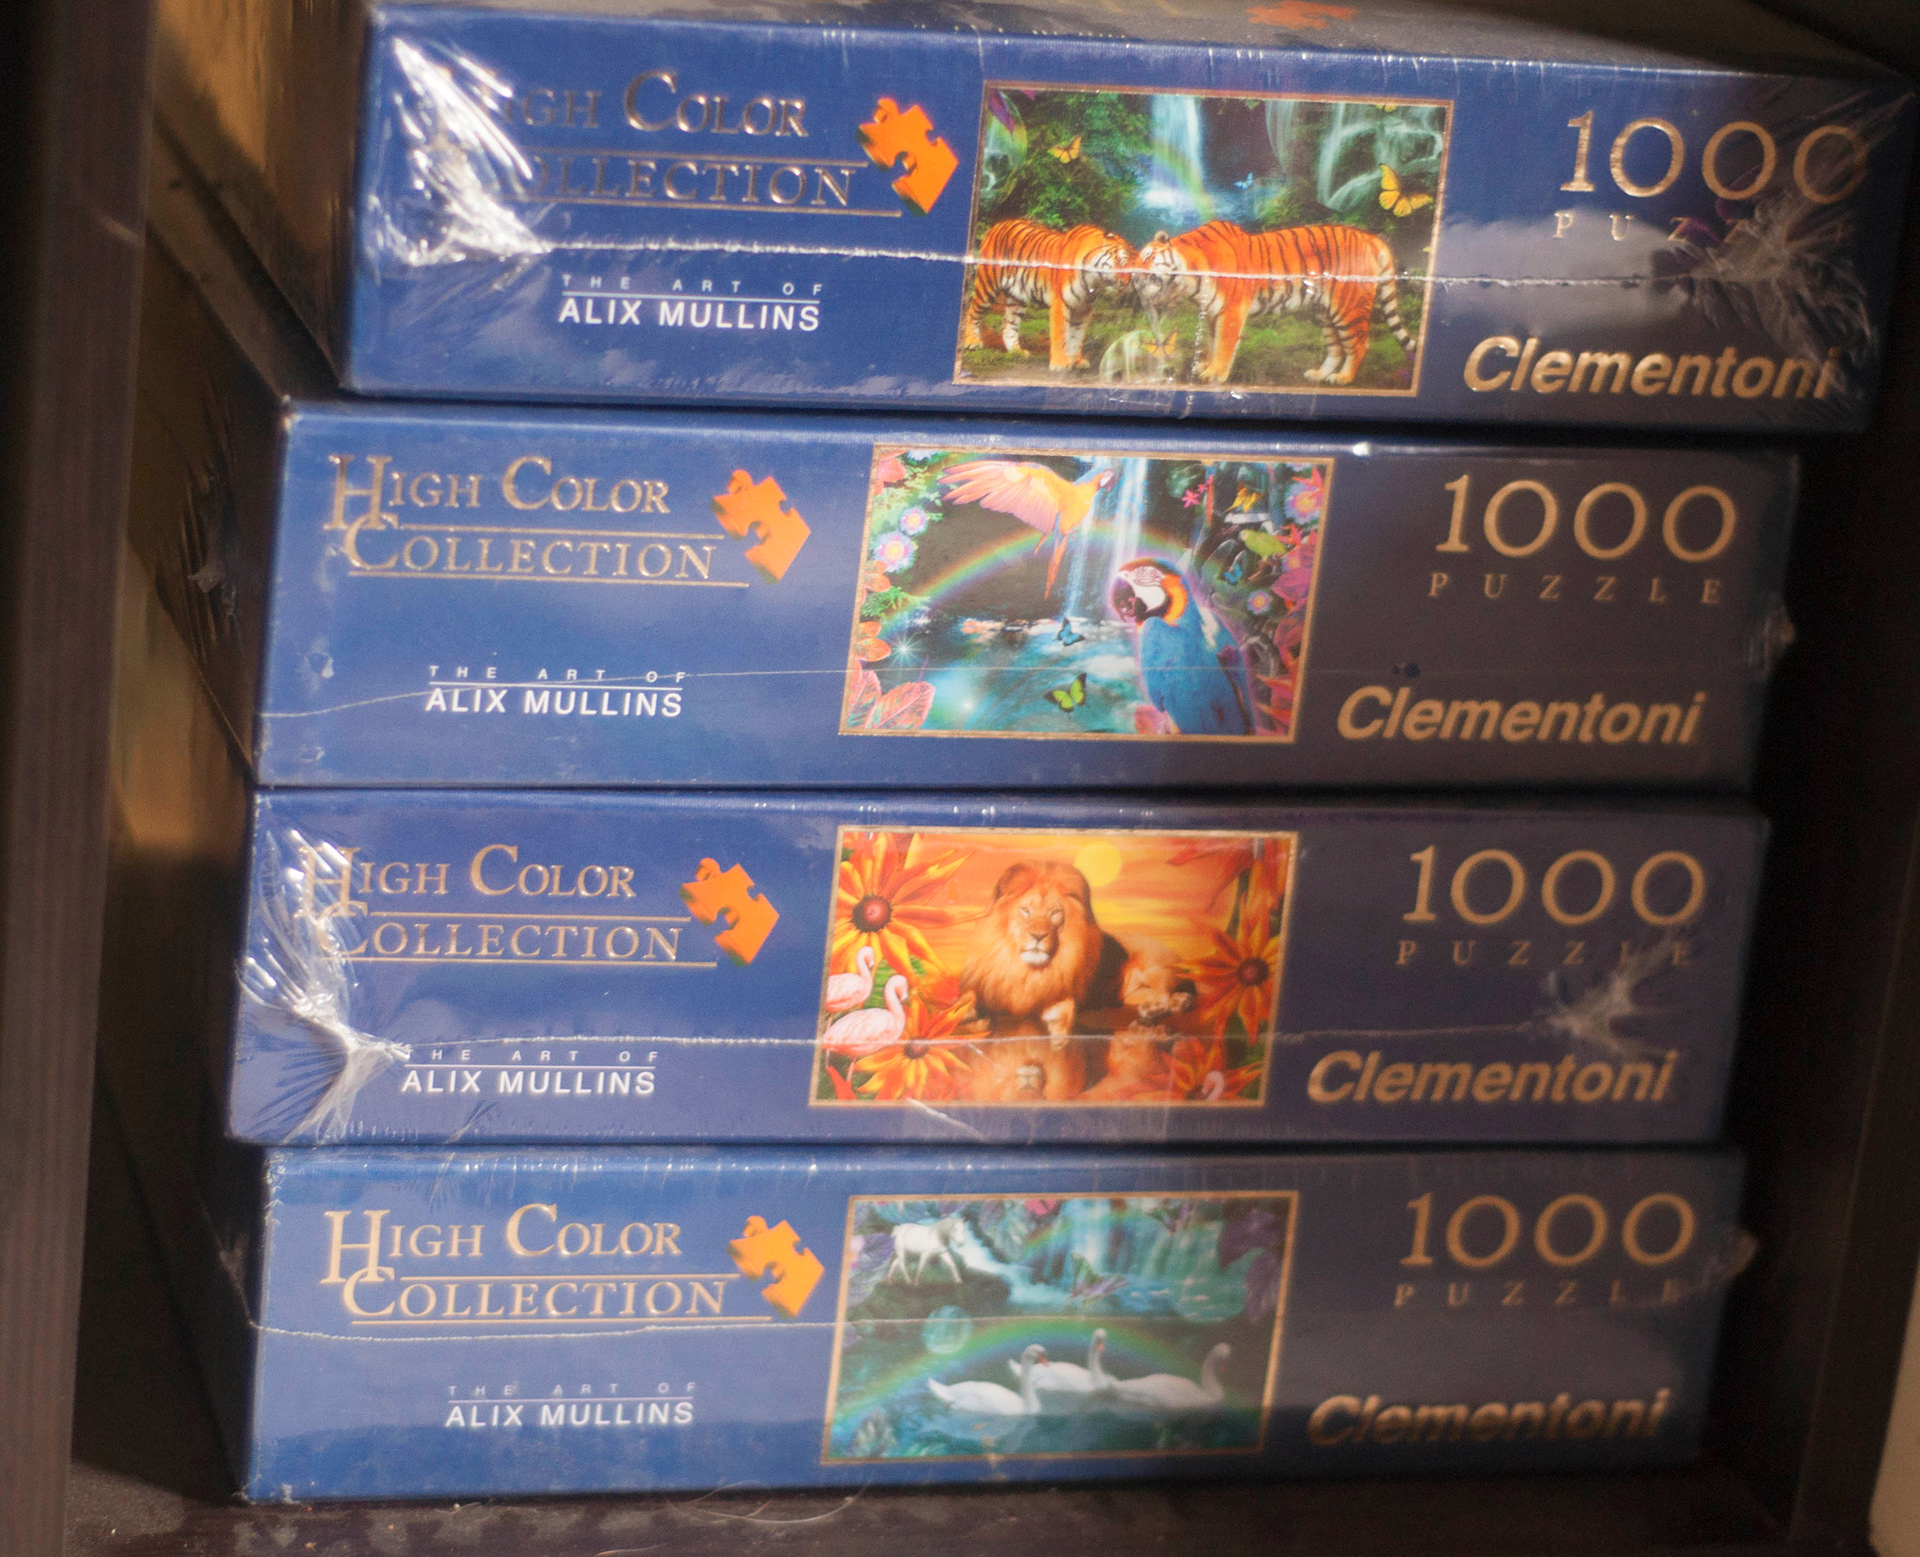 HIGH COLOR
COLLECTION
THE ART OF
ALIX MULLINS
1000
PUZZLE
Clementoni
HIGH COLOR
COLLECTION
THE ART OF
ALIX MULLINS
1000
PUZZLE
Clementoni
HIGH COLOR
COLLECTION
THE ART OF
ALIX MULLINS
1000
PUZZLE
Clementoni
HIGH COLOR
COLLECTION
THE ART OF
ALIX MULLINS
1000
PUZZLE
Clementoni